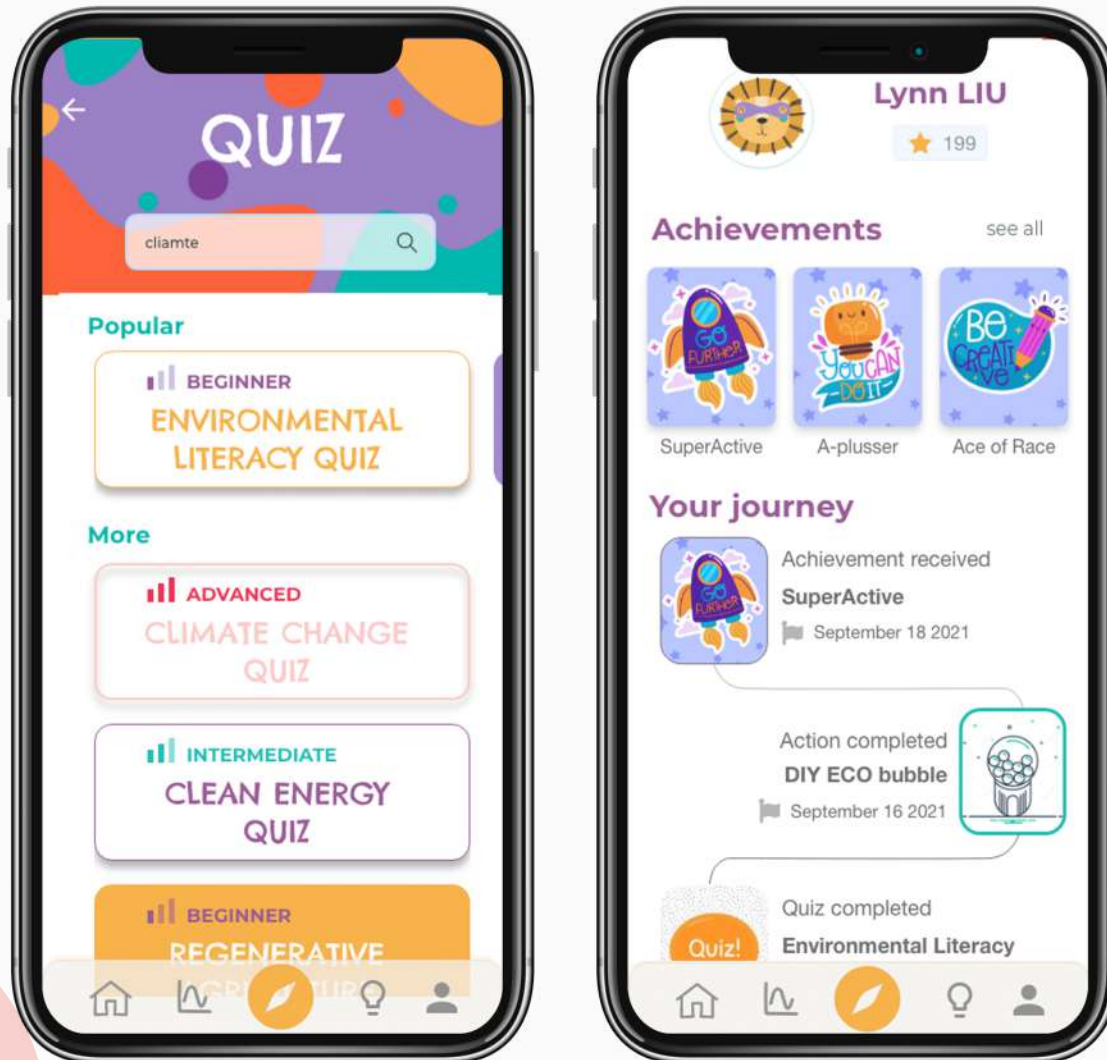 QUIZ
cliamte
Popular
BEGINNER
ENVIRONMENTAL
LITERACY QUIZ
More
ADVANCED
CLIMATE CHANGE
QUIZ
INTERMEDIATE
CLEAN ENERGY
QUIZ
BEGINNER
REGENERATIVE
AGRICULTURE
Lynn LIU
199
Achievements
see all
GO
FURTHER
YOU CAN
DO IT
BE
CREATIVE
SuperActive
A-plusser
Ace of Race
Your journey
GO
FURTHER
Achievement received
SuperActive
September 18 2021
Action completed
DIY ECO bubble
September 16 2021
Quiz!
Quiz completed
Environmental Literacy